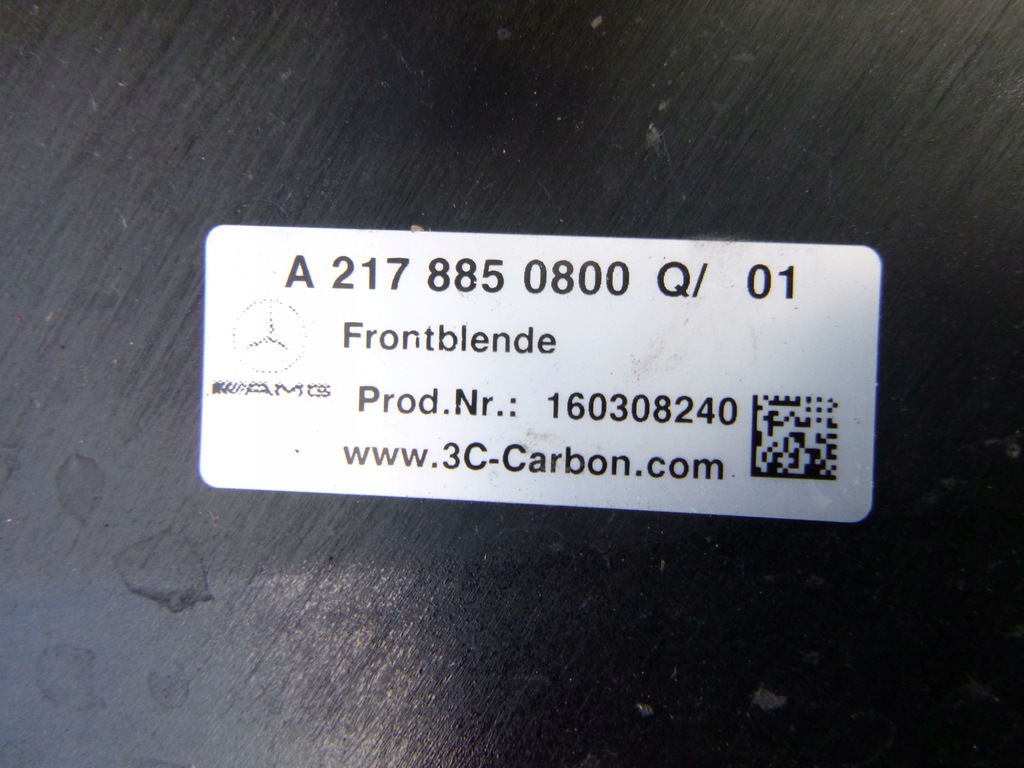 A 217 885 0800 Q/ 01
Frontblende
AMG
Prod.Nr.: 160308240
www.3C-Carbon.com